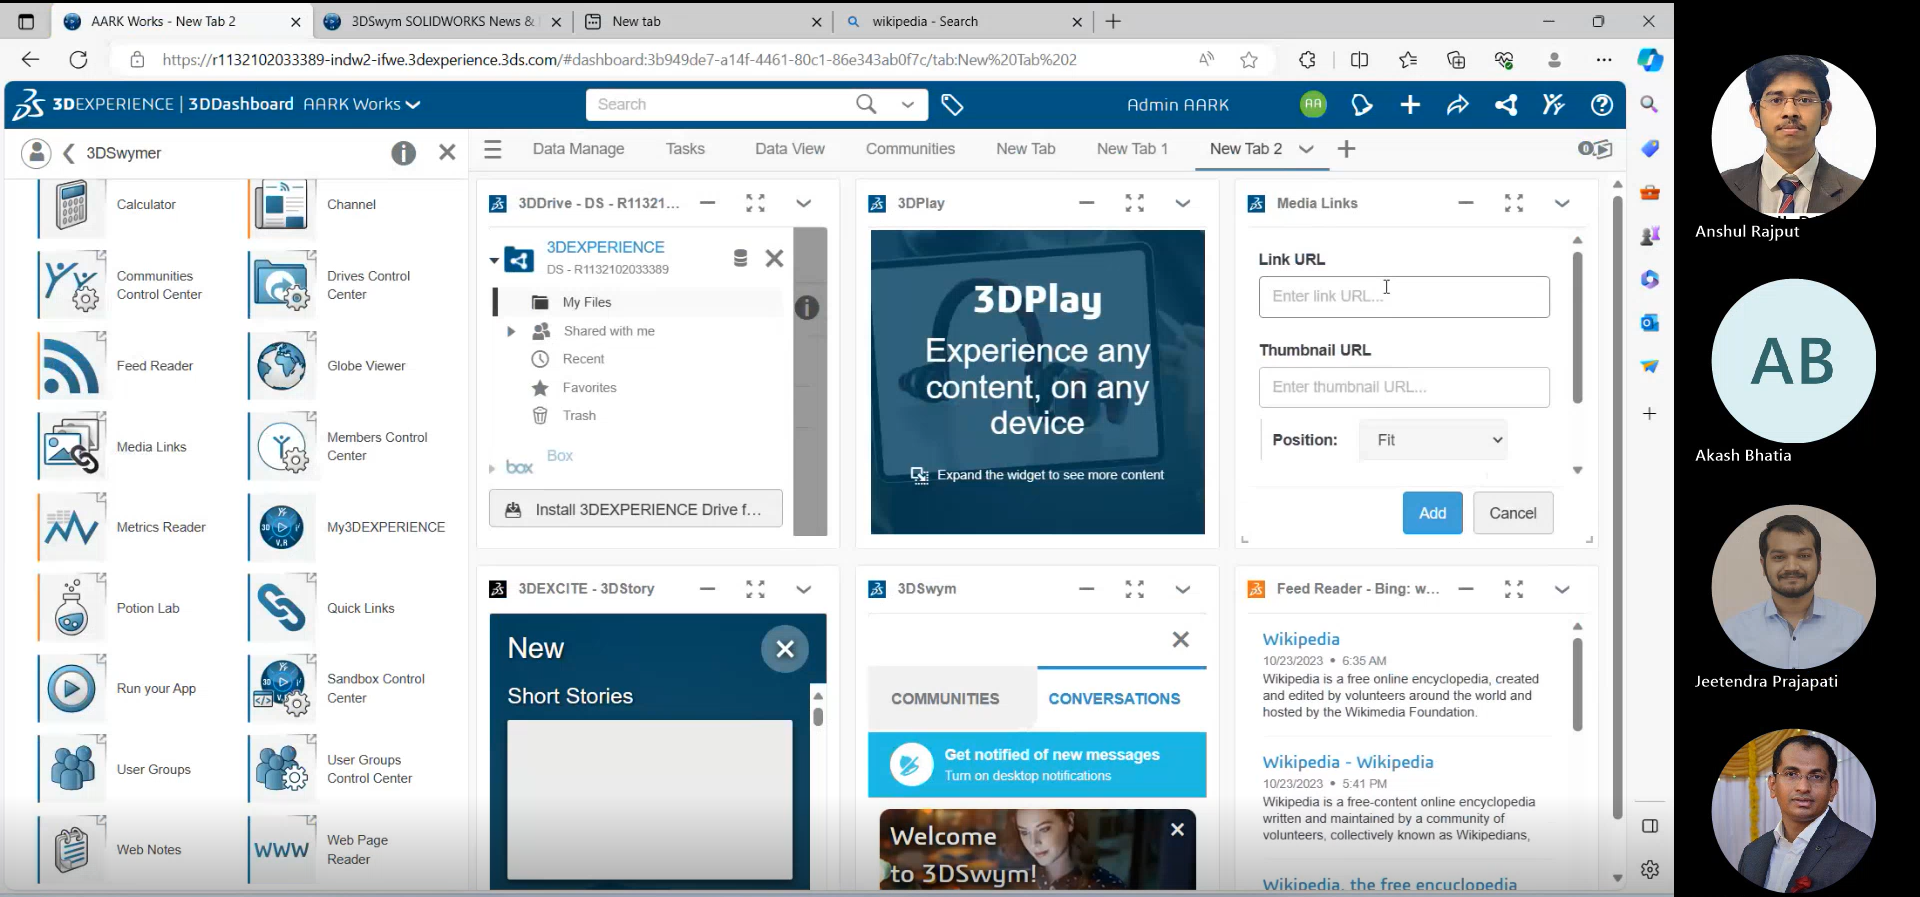 AARK Works - New Tab 2
3DSwym SOLIDWORKS News &
New tab
wikipedia - Search
https://r1132102033389-indw2-ifwe.3dexperience.3ds.com/#dashboard:3b949de7-a14f-4461-80c1-86e343ab0f7c/tab:New%20Tab%202
3DEXPERIENCE | 3DDashboard AARK Works
Search
Admin AARK
AA
3DSwymer
Data Manage
Tasks
Data View
Communities
New Tab
New Tab 1
New Tab 2
0
Calculator
Channel
Communities
Control Center
Drives Control
Center
Feed Reader
Globe Viewer
Media Links
Members Control
Center
Metrics Reader
My3DEXPERIENCE
Potion Lab
Quick Links
Run your App
Sandbox Control
Center
User Groups
User Groups
Control Center
Web Notes
WWW
Web Page
Reader
3DDrive - DS - R11321...
3DEXPERIENCE
DS - R1132102033389
My Files
Shared with me
Recent
Favorites
Trash
box
Box
Install 3DEXPERIENCE Drive f...
3DPlay
3DPlay
Experience any
content, on any
device
Expand the widget to see more content
Media Links
Link URL
Enter link URL...
Thumbnail URL
Enter thumbnail URL...
Position:
Fit
Add
Cancel
3DEXCITE - 3DStory
New
Short Stories
3DSwym
COMMUNITIES
CONVERSATIONS
Get notified of new messages
Turn on desktop notifications
Welcome
to 3DSwym!
Feed Reader - Bing: w...
Wikipedia
10/23/2023 • 6:35 AM
Wikipedia is a free online encyclopedia, created
and edited by volunteers around the world and
hosted by the Wikimedia Foundation.
Wikipedia - Wikipedia
10/23/2023 • 5:41 PM
Wikipedia is a free-content online encyclopedia
written and maintained by a community of
volunteers, collectively known as Wikipedians,
Wikipedia, the free encyclopedia
Anshul Rajput
AB
Akash Bhatia
Jeetendra Prajapati